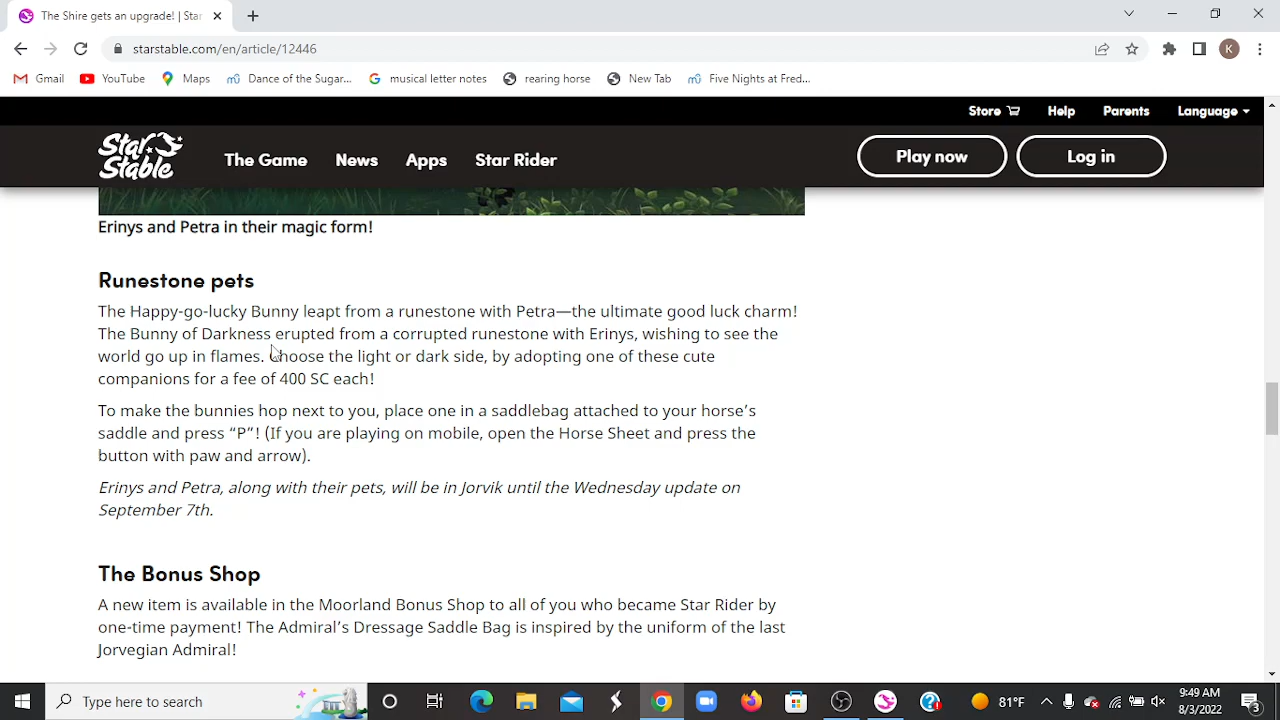 The Shire gets an upgrade! | Star
starstable.com/en/article/12446
K
Gmail YouTube Maps Dance of the Sugar... musical letter notes rearing horse New Tab Five Nights at Fred...
Store Help Parents Language
Star Stable The Game News Apps Star Rider Play now Log in
Erinys and Petra in their magic form!
Runestone pets
The Happy-go-lucky Bunny leapt from a runestone with Petra—the ultimate good luck charm!
The Bunny of Darkness erupted from a corrupted runestone with Erinys, wishing to see the
world go up in flames. Choose the light or dark side, by adopting one of these cute
companions for a fee of 400 SC each!
To make the bunnies hop next to you, place one in a saddlebag attached to your horse’s
saddle and press “P”! (If you are playing on mobile, open the Horse Sheet and press the
button with paw and arrow).
Erinys and Petra, along with their pets, will be in Jorvik until the Wednesday update on
September 7th.
The Bonus Shop
A new item is available in the Moorland Bonus Shop to all of you who became Star Rider by
one-time payment! The Admiral’s Dressage Saddle Bag is inspired by the uniform of the last
Jorvegian Admiral!
Type here to search
81°F
9:49 AM
8/3/2022
3